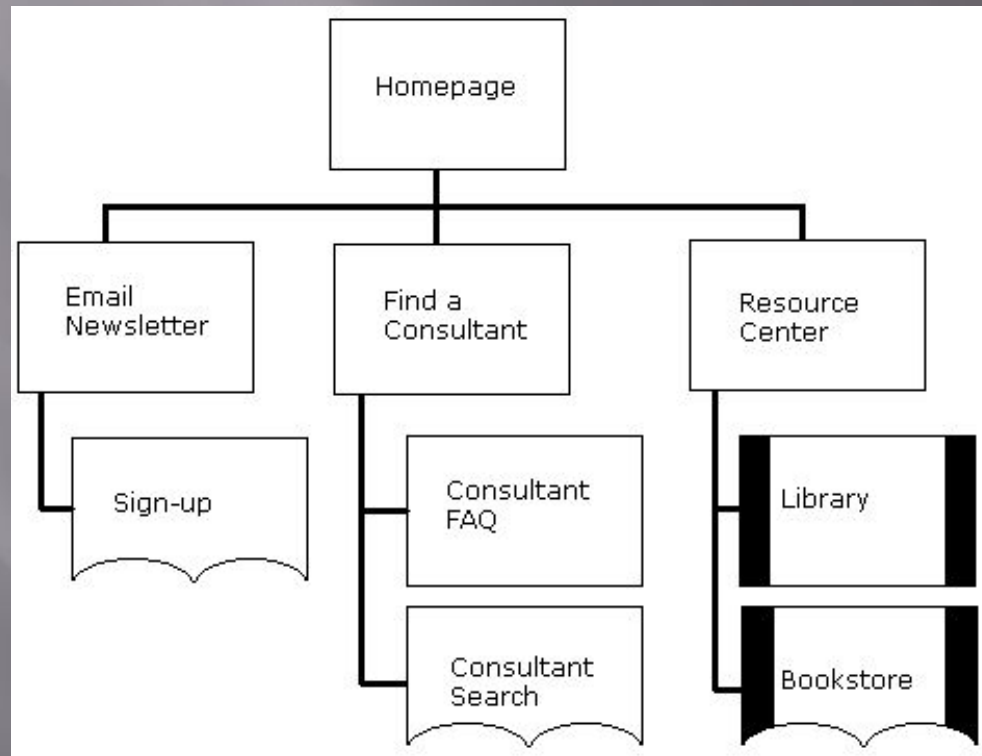 Homepage
Email
Newsletter
Find a
Consultant
Resource
Center
Sign-up
Consultant
FAQ
Library
Consultant
Search
Bookstore